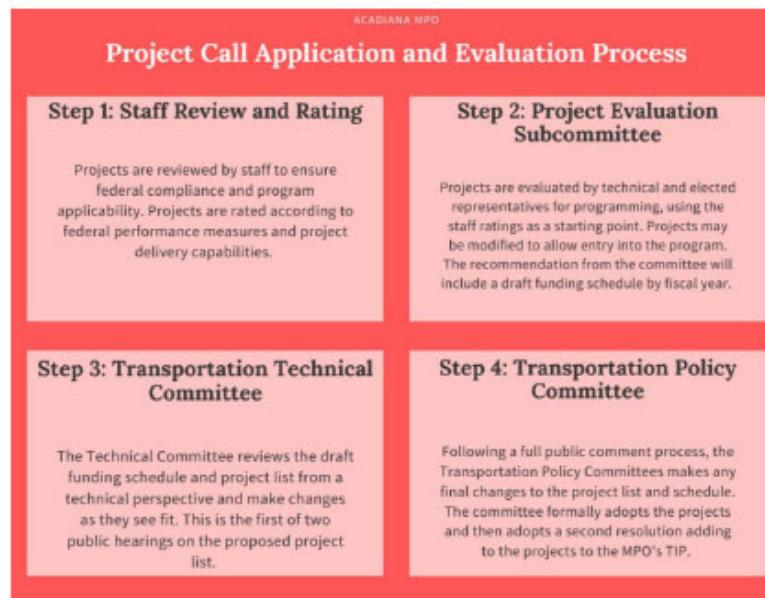 ACADIANA MPO
Project Call Application and Evaluation Process
Step 1: Staff Review and Rating
Projects are reviewed by staff to ensure
federal compliance and program
applicability. Projects are rated according to
federal performance measures and project
delivery capabilities.
Step 2: Project Evaluation
Subcommittee
Projects are evaluated by technical and elected
representatives for programming, using the
staff ratings as a starting point. Projects may
be modified to allow entry into the program.
The recommendation from the committee will
include a draft funding schedule by fiscal year.
Step 3: Transportation Technical
Committee
The Technical Committee reviews the draft
funding schedule and project list from a
technical perspective and make changes
as they see fit. This is the first of two
public hearings on the proposed project
list.
Step 4: Transportation Policy
Committee
Following a full public comment process, the
Transportation Policy Committees makes any
final changes to the project list and schedule.
The committee formally adopts the projects
and then adopts a second resolution adding
to the projects to the MPO's TIP.